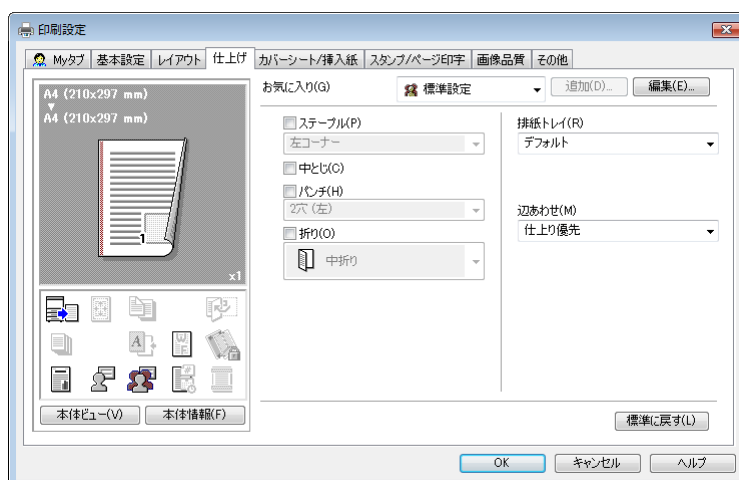 印刷設定
Myタブ 基本設定 レイアウト 仕上げ カバーシート/挿入紙 スタンプ/ページ印字 画像品質 その他
A4 (210x297 mm)
A4 (210x297 mm)
1
x1
本体ビュー(V) 本体情報(F)
お気に入り(G) 標準設定 追加(D)... 編集(E)...
ステープル(P)
左コーナー
中とじ(C)
パンチ(H)
2穴 (左)
折り(O)
中折り
排紙トレイ(R)
デフォルト
辺あわせ(M)
仕上り優先
標準に戻す(L)
OK キャンセル ヘルプ